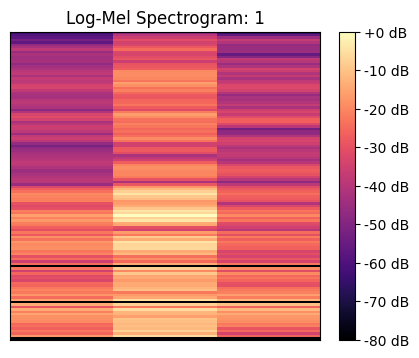 Log-Mel Spectrogram: 1
+0 dB
-10 dB
-20 dB
-30 dB
-40 dB
-50 dB
-60 dB
-70 dB
-80 dB